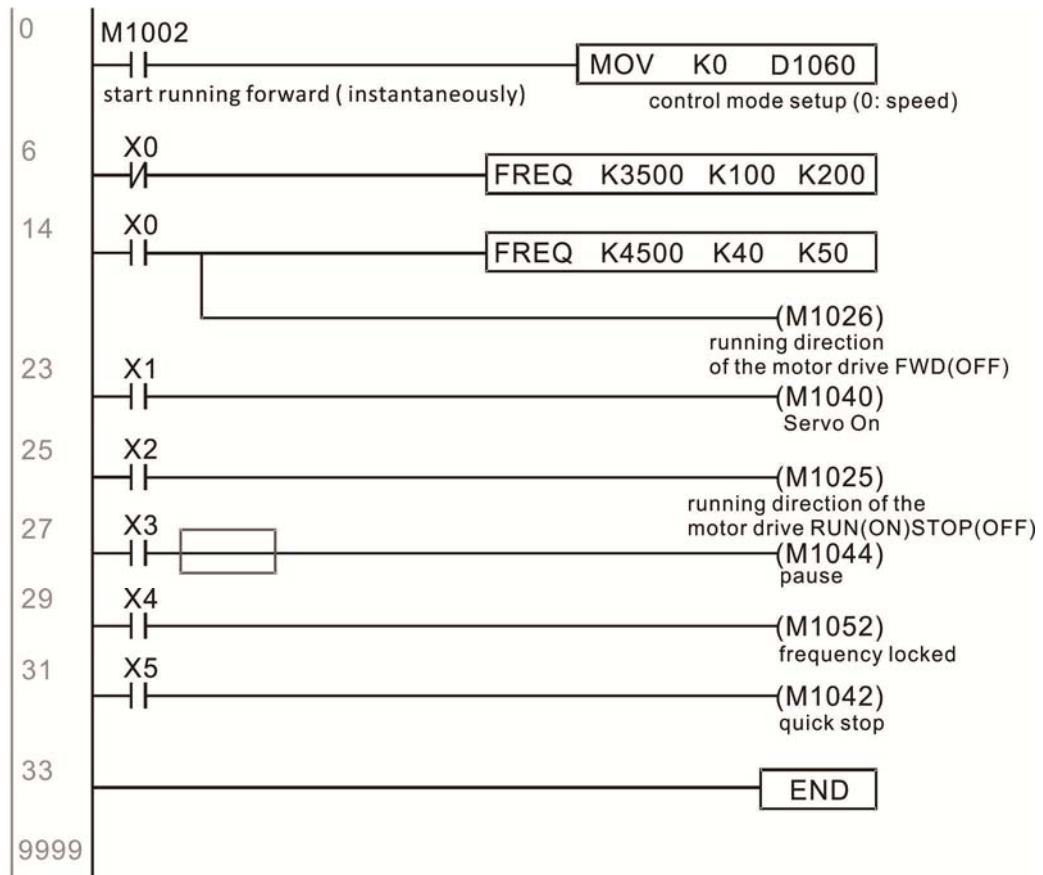 0
M1002
MOV K0 D1060
start running forward ( instantaneously)
control mode setup (0: speed)
6
X0
FREQ K3500 K100 K200
14
X0
FREQ K4500 K40 K50
(M1026)
running direction
of the motor drive FWD(OFF)
23
X1
(M1040)
Servo On
25
X2
(M1025)
running direction of the
motor drive RUN(ON)STOP(OFF)
27
X3
(M1044)
pause
29
X4
(M1052)
frequency locked
31
X5
(M1042)
quick stop
33
END
9999